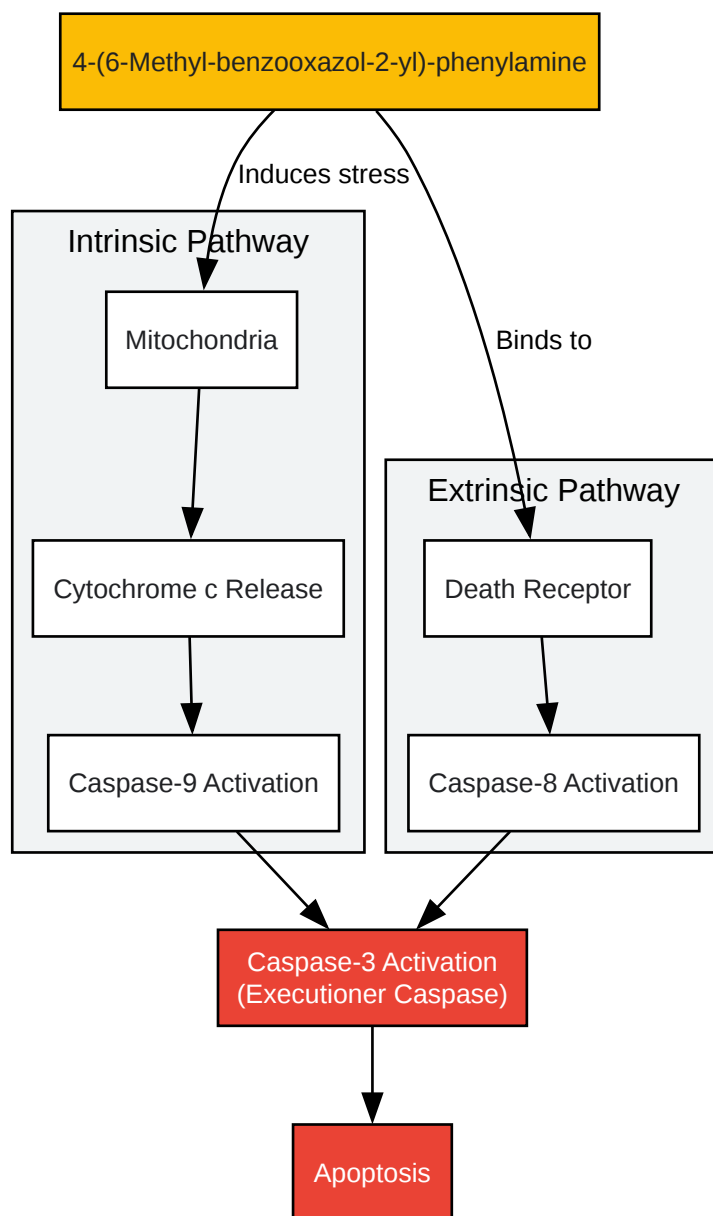 4-(6-Methyl-benzooxazol-2-yl)-phenylamine
Induces stress
Intrinsic Pathway
Mitochondria
Binds to
Extrinsic Pathway
Cytochrome c Release
Death Receptor
Caspase-9 Activation
Caspase-8 Activation
Caspase-3 Activation
(Executioner Caspase)
Apoptosis